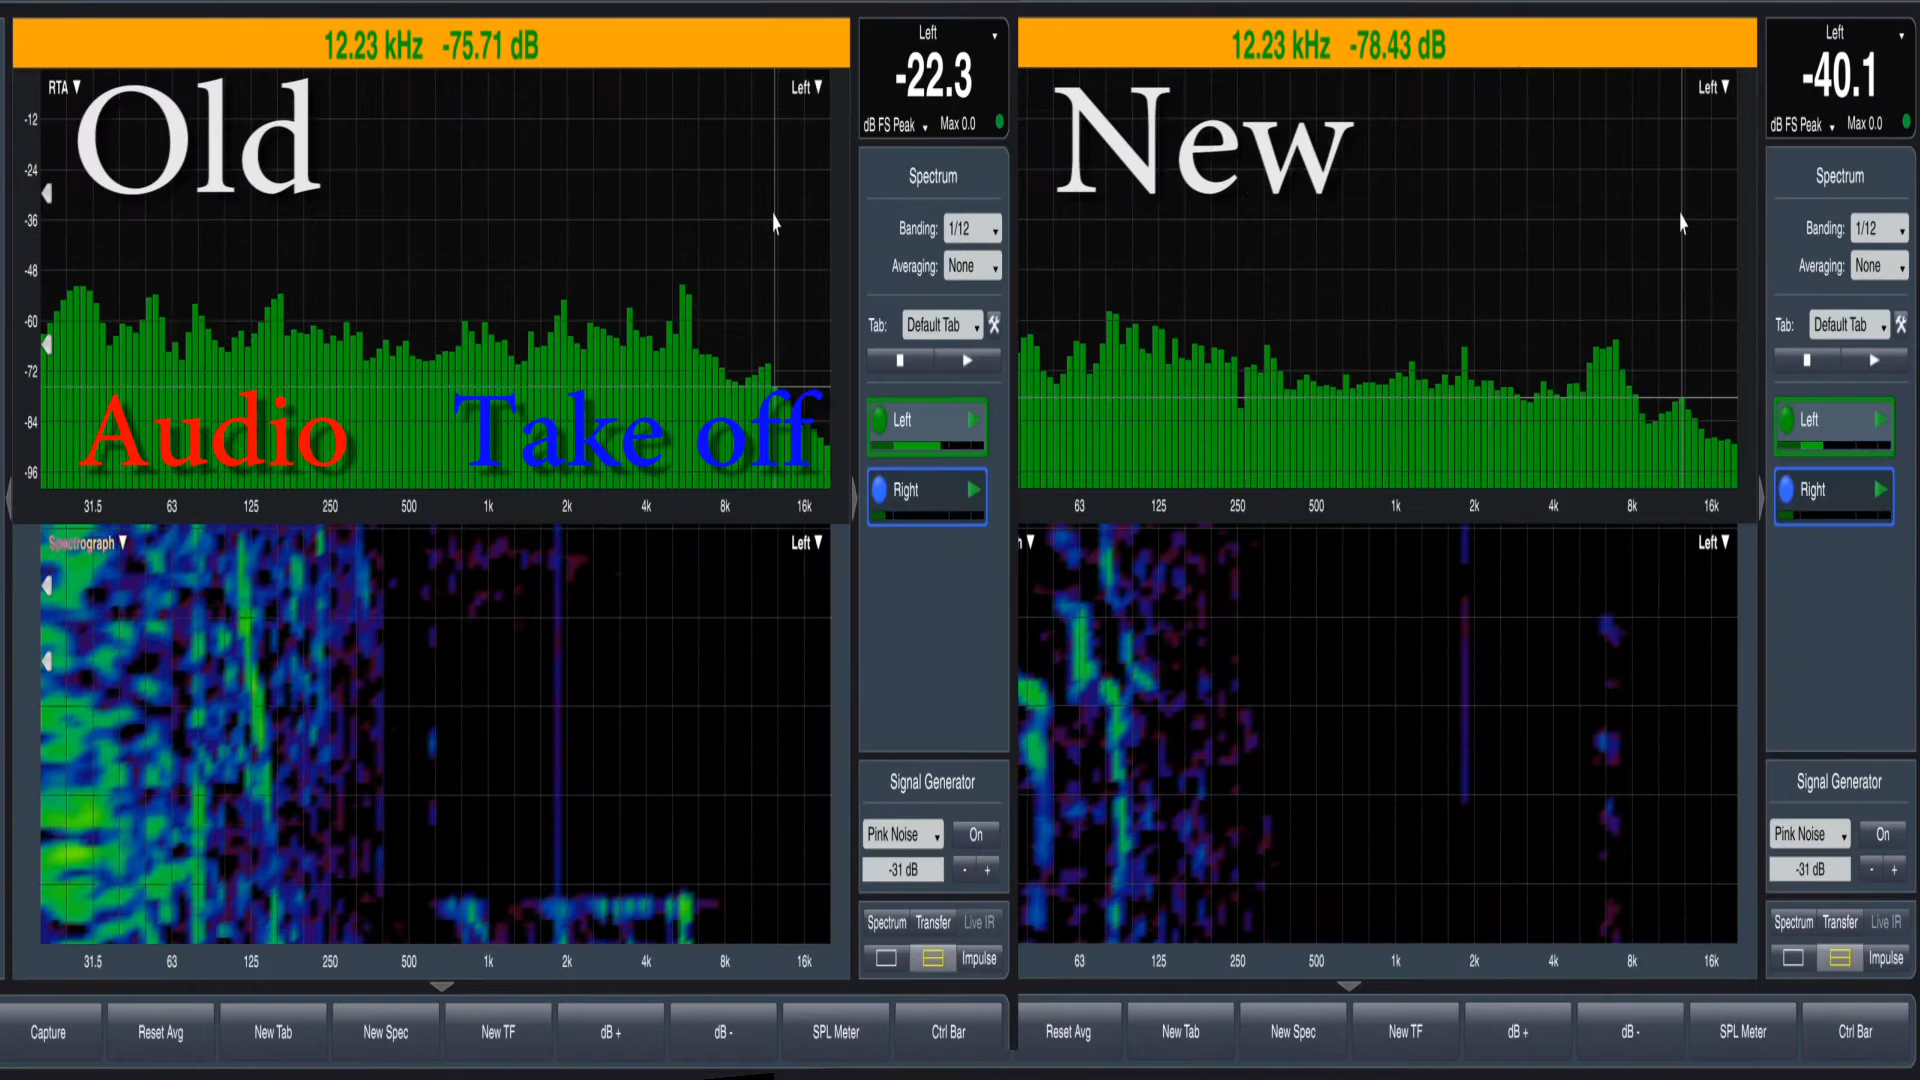 12.23 kHz -75.71 dB
RTA
Left
Old
-12
-24
-36
-48
-60
-72
-84
-96
Audio Take off
31.5 63 125 250 500 1k 2k 4k 8k 16k
Spectrograph
Left
31.5 63 125 250 500 1k 2k 4k 8k 16k
Left
-22.3
dB FS Peak Max 0.0
Spectrum
Banding: 1/12
Averaging: None
Tab: Default Tab
Left
Right
Signal Generator
Pink Noise On
-31 dB - +
Spectrum Transfer Live IR
Impulse
Capture Reset Avg New Tab New Spec New TF dB + dB - SPL Meter Ctrl Bar
12.23 kHz -78.43 dB
Left
New
63 125 250 500 1k 2k 4k 8k 16k
Left
63 125 250 500 1k 2k 4k 8k 16k
Left
-40.1
dB FS Peak Max 0.0
Spectrum
Banding: 1/12
Averaging: None
Tab: Default Tab
Left
Right
Signal Generator
Pink Noise On
-31 dB - +
Spectrum Transfer Live IR
Impulse
Reset Avg New Tab New Spec New TF dB + dB - SPL Meter Ctrl Bar